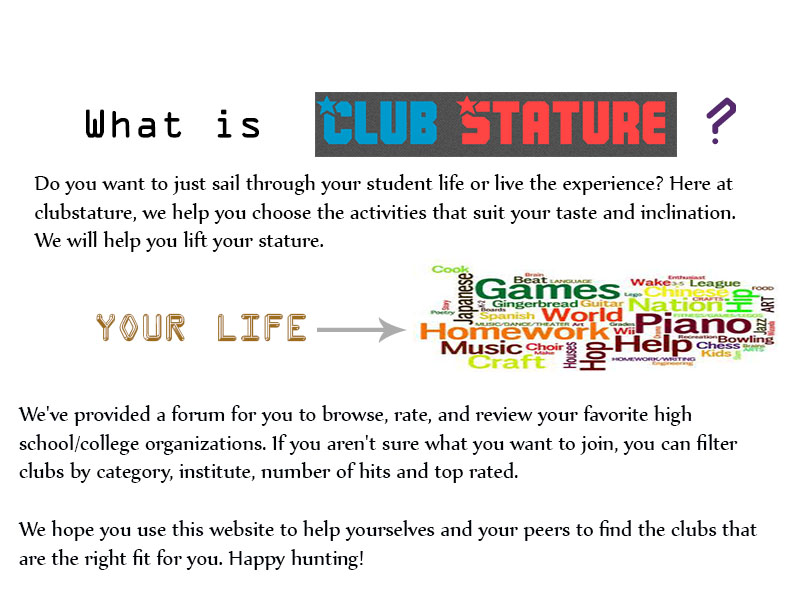 What is CLUB STATURE ?
Do you want to just sail through your student life or live the experience? Here at
clubstature, we help you choose the activities that suit your taste and inclination.
We will help you lift your stature.
YOUR LIFE
Cook
Brain
Beat LANGUAGE
Enthusiast
Wake 3.5 League
Japanese
Games
Lego
Chinese
FOOD
CRAFTS
Hip
ART
Story
Poetry
Boards
Gingerbread Guitar
Nation
Spanish
World
FITNESS/GAMES/LEGOS
MUSIC/DANCE/THEATER Art
Grades
Piano
Jazz
Homework
Wii
Recreation
Bowling
Music
Choir
Make
Houses
Hop
Help
Chess
Brains
Kids
ARTS
Craft
HOMEWORK/WRITING
Engineering
We've provided a forum for you to browse, rate, and review your favorite high
school/college organizations. If you aren't sure what you want to join, you can filter
clubs by category, institute, number of hits and top rated.
We hope you use this website to help yourselves and your peers to find the clubs that
are the right fit for you. Happy hunting!